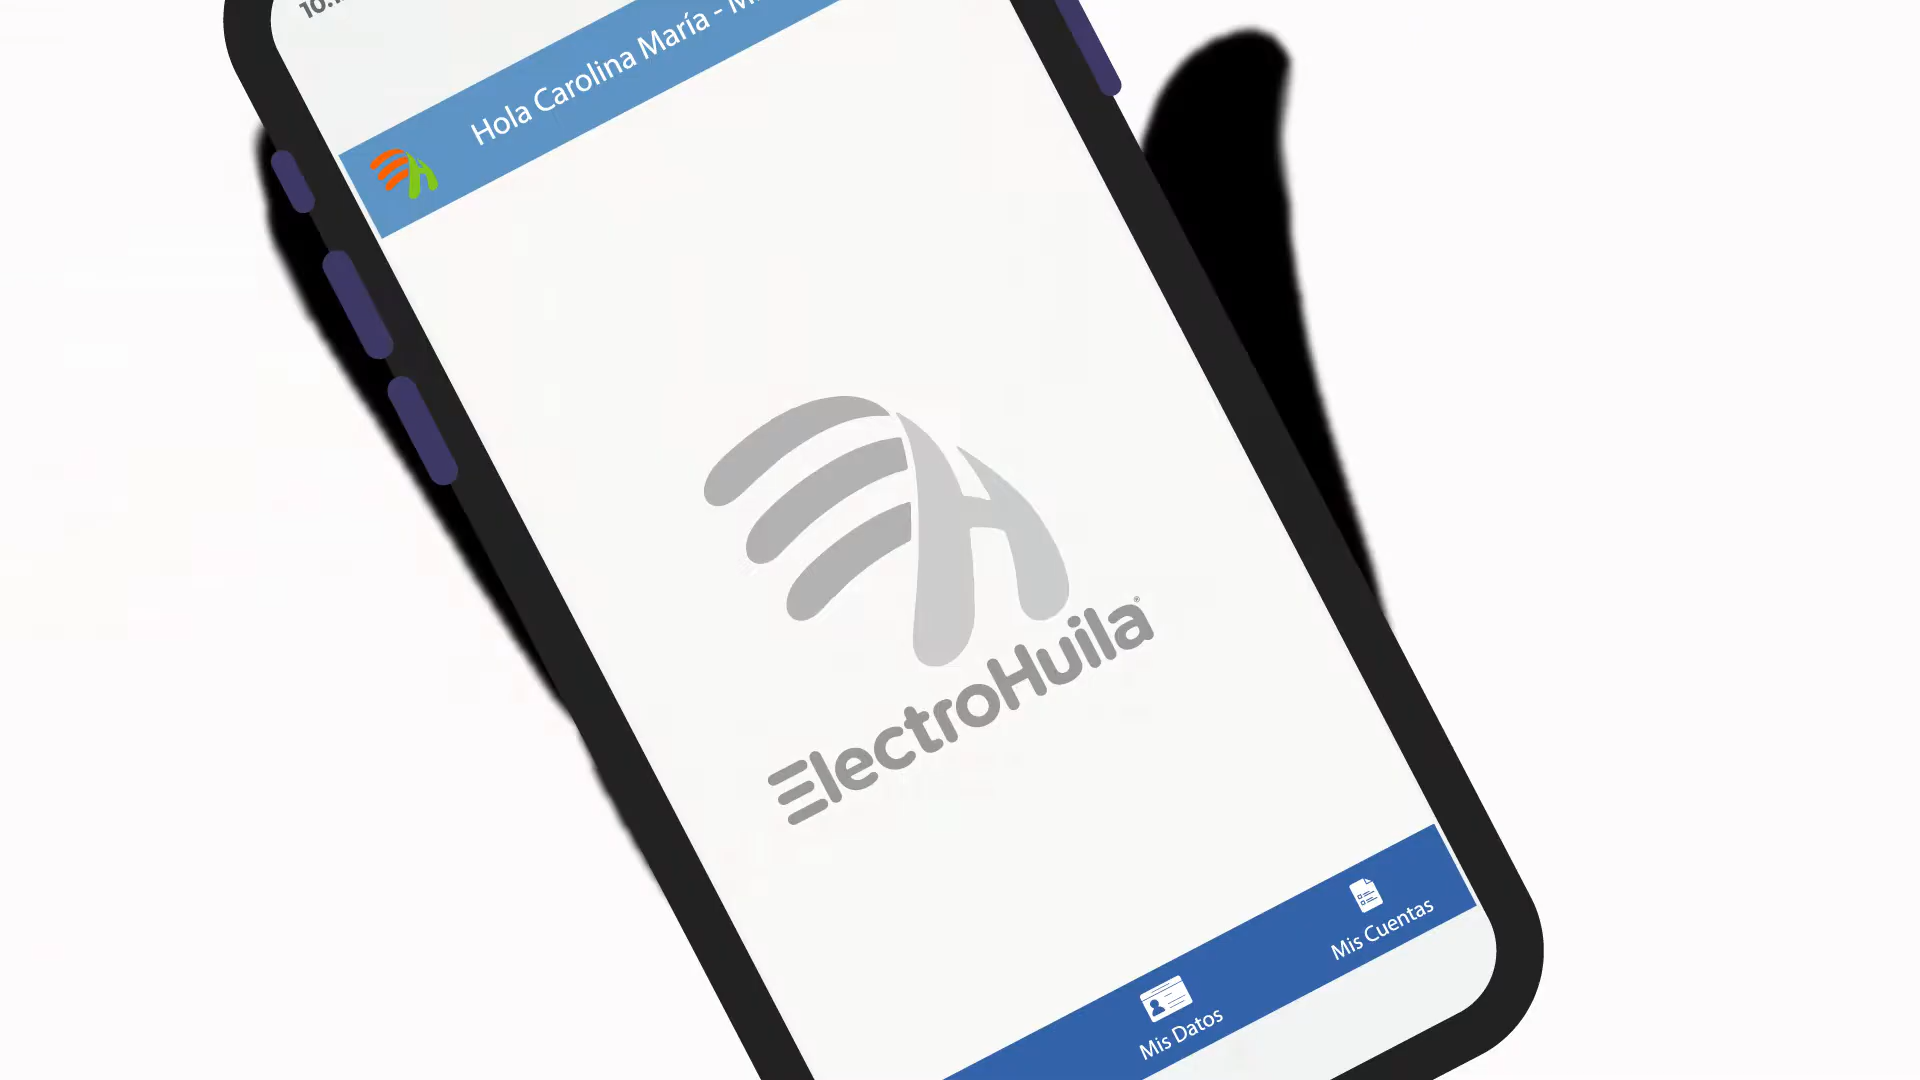 Hola Carolina María -
ElectroHuila®
Mis Cuentas
Mis Datos